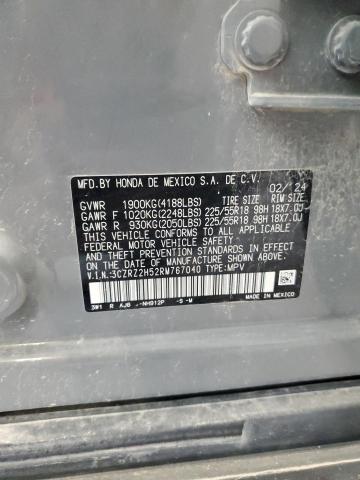 MFD.BY HONDA DE MEXICO S.A. DE C.V. 02/24
GVWR 1900KG(4188LBS) TIRE SIZE RIM SIZE
GAWR F 1020KG(2248LBS) 225/55R18 98H 18X7.0J
GAWR R 930KG(2050LBS) 225/55R18 98H 18X7.0J
THIS VEHICLE CONFORMS TO ALL APPLICABLE
FEDERAL MOTOR VEHICLE SAFETY AND
THEFT PREVENTION STANDARDS IN EFFECT
ON THE DATE OF MANUFACTURE SHOWN ABOVE.
V.I.N.:3CZRZ2H52RM767040 TYPE:MPV
3W1 R AJ8 -NH912P -S -M
MADE IN MEXICO